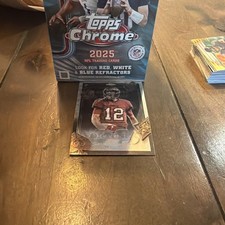 Topps
Chrome
2025
NFL TRADING CARDS
LOOK FOR RED, WHITE
& BLUE REFRACTORS
12